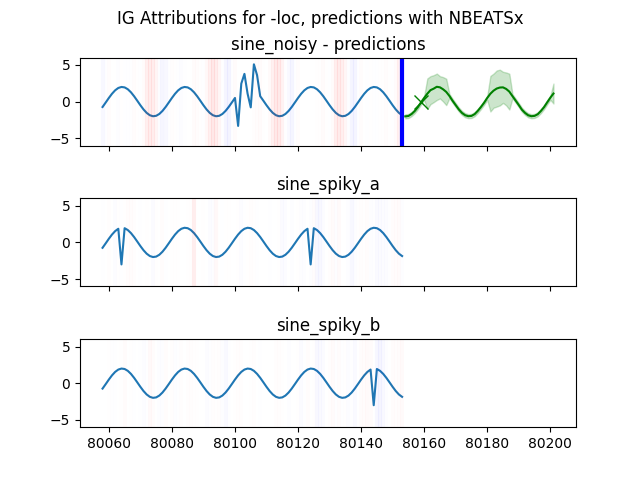 IG Attributions for -loc, predictions with NBEATSx
sine_noisy - predictions
5
0
−5
sine_spiky_a
5
0
−5
sine_spiky_b
5
0
−5
80060 80080 80100 80120 80140 80160 80180 80200